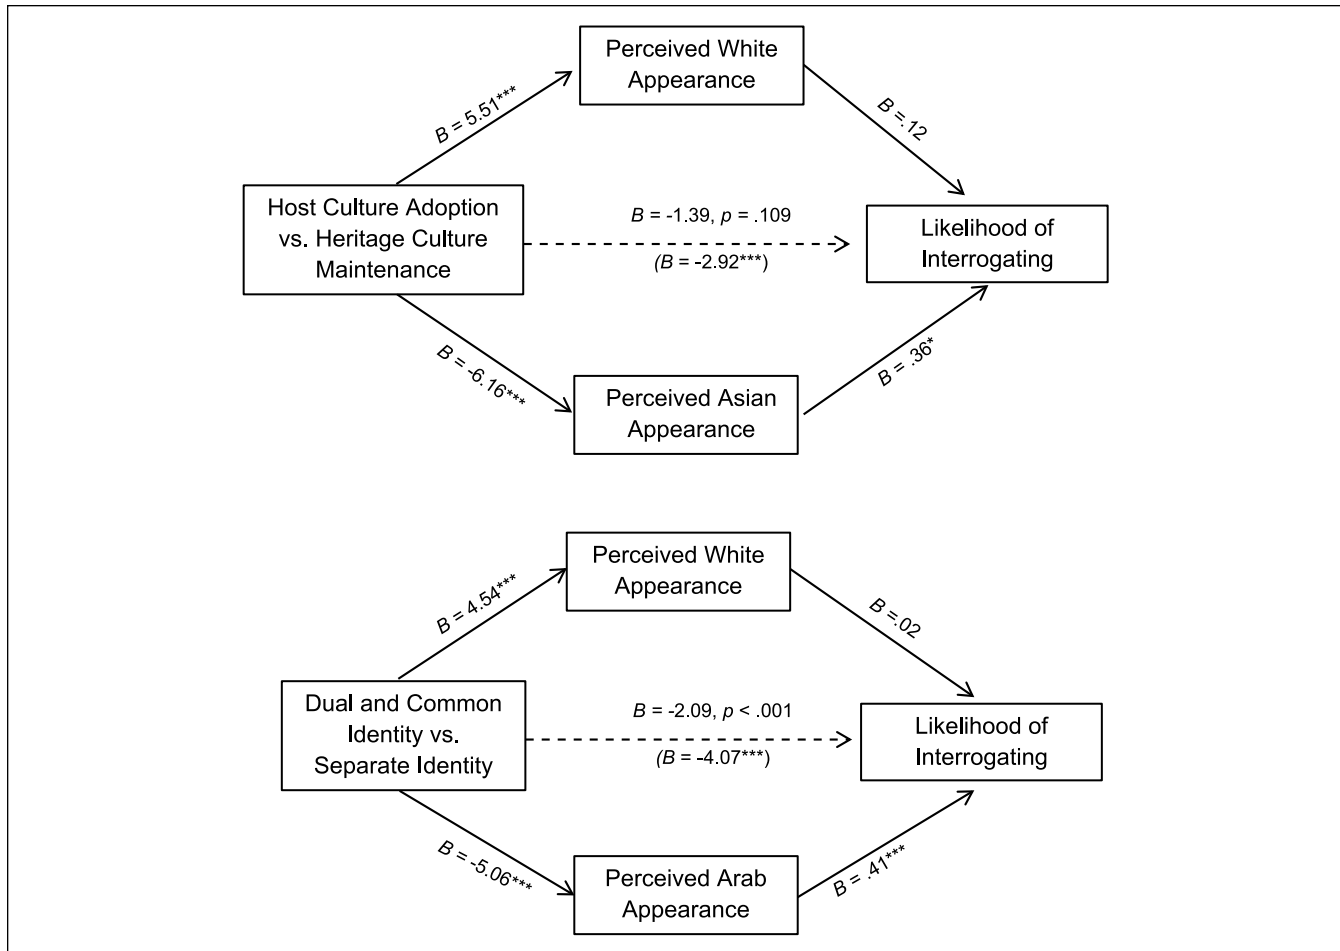 Perceived White
Appearance
B = 5.51***
B =.12
Host Culture Adoption
vs. Heritage Culture
Maintenance
B = -1.39, p = .109
(B = -2.92***)
Likelihood of
Interrogating
B = -6.16***
B = .36*
Perceived Asian
Appearance
Perceived White
Appearance
B = 4.54***
B =.02
Dual and Common
Identity vs.
Separate Identity
B = -2.09, p < .001
(B = -4.07***)
Likelihood of
Interrogating
B = -5.06***
B = .41***
Perceived Arab
Appearance